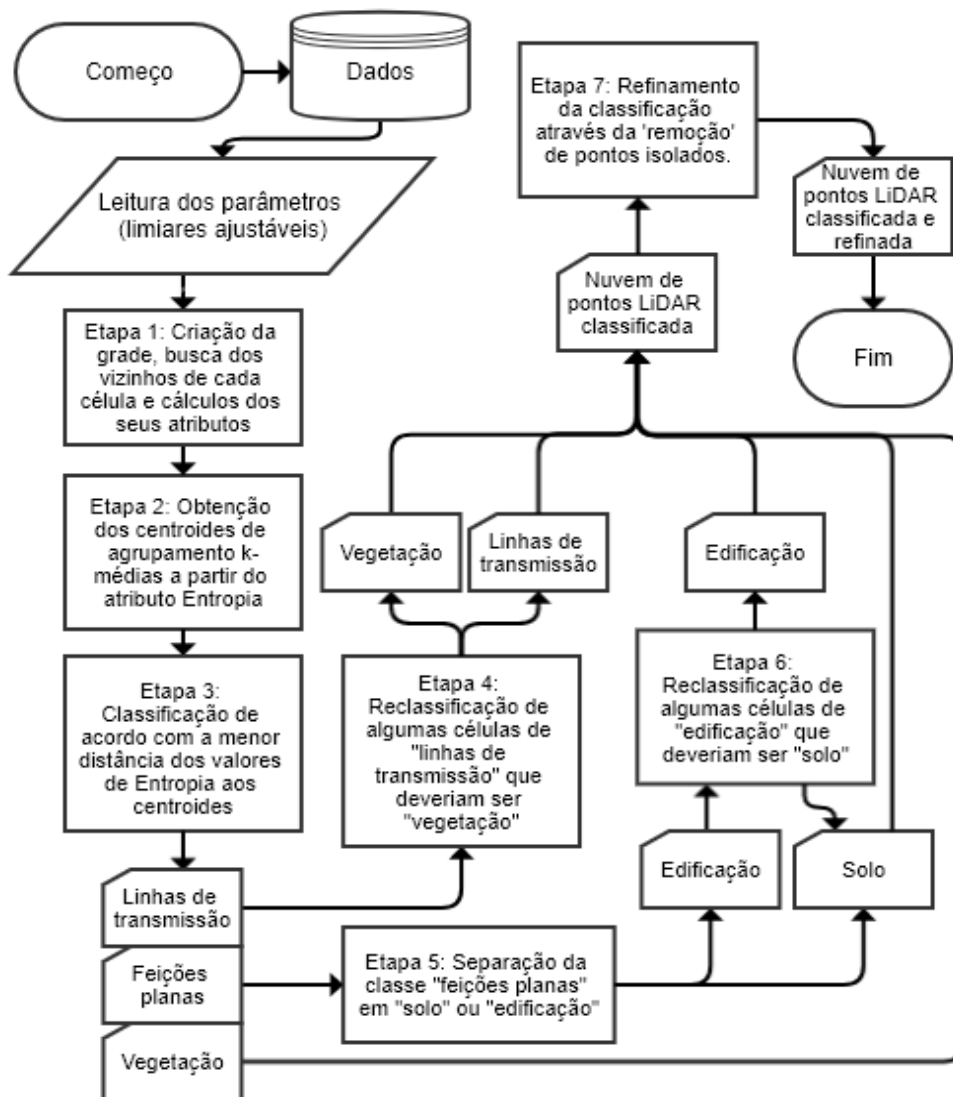 Começo
Dados
Leitura dos parâmetros
(limiares ajustáveis)
Etapa 1: Criação da
grade, busca dos
vizinhos de cada
célula e cálculos dos
seus atributos
Etapa 2: Obtenção
dos centroides de
agrupamento k-
médias a partir do
atributo Entropia
Etapa 3:
Classificação de
acordo com a menor
distância dos valores
de Entropia aos
centroides
Linhas de
transmissão
Feições
planas
Vegetação
Etapa 4:
Reclassificação de
algumas células de
"linhas de
transmissão" que
deveriam ser
"vegetação"
Vegetação
Linhas de
transmissão
Etapa 5: Separação da
classe "feições planas"
em "solo" ou "edificação"
Edificação
Solo
Etapa 6:
Reclassificação de
algumas células de
"edificação" que
deveriam ser "solo"
Edificação
Nuvem de
pontos LiDAR
classificada
Etapa 7: Refinamento
da classificação
através da 'remoção'
de pontos isolados.
Nuvem de
pontos LiDAR
classificada e
refinada
Fim